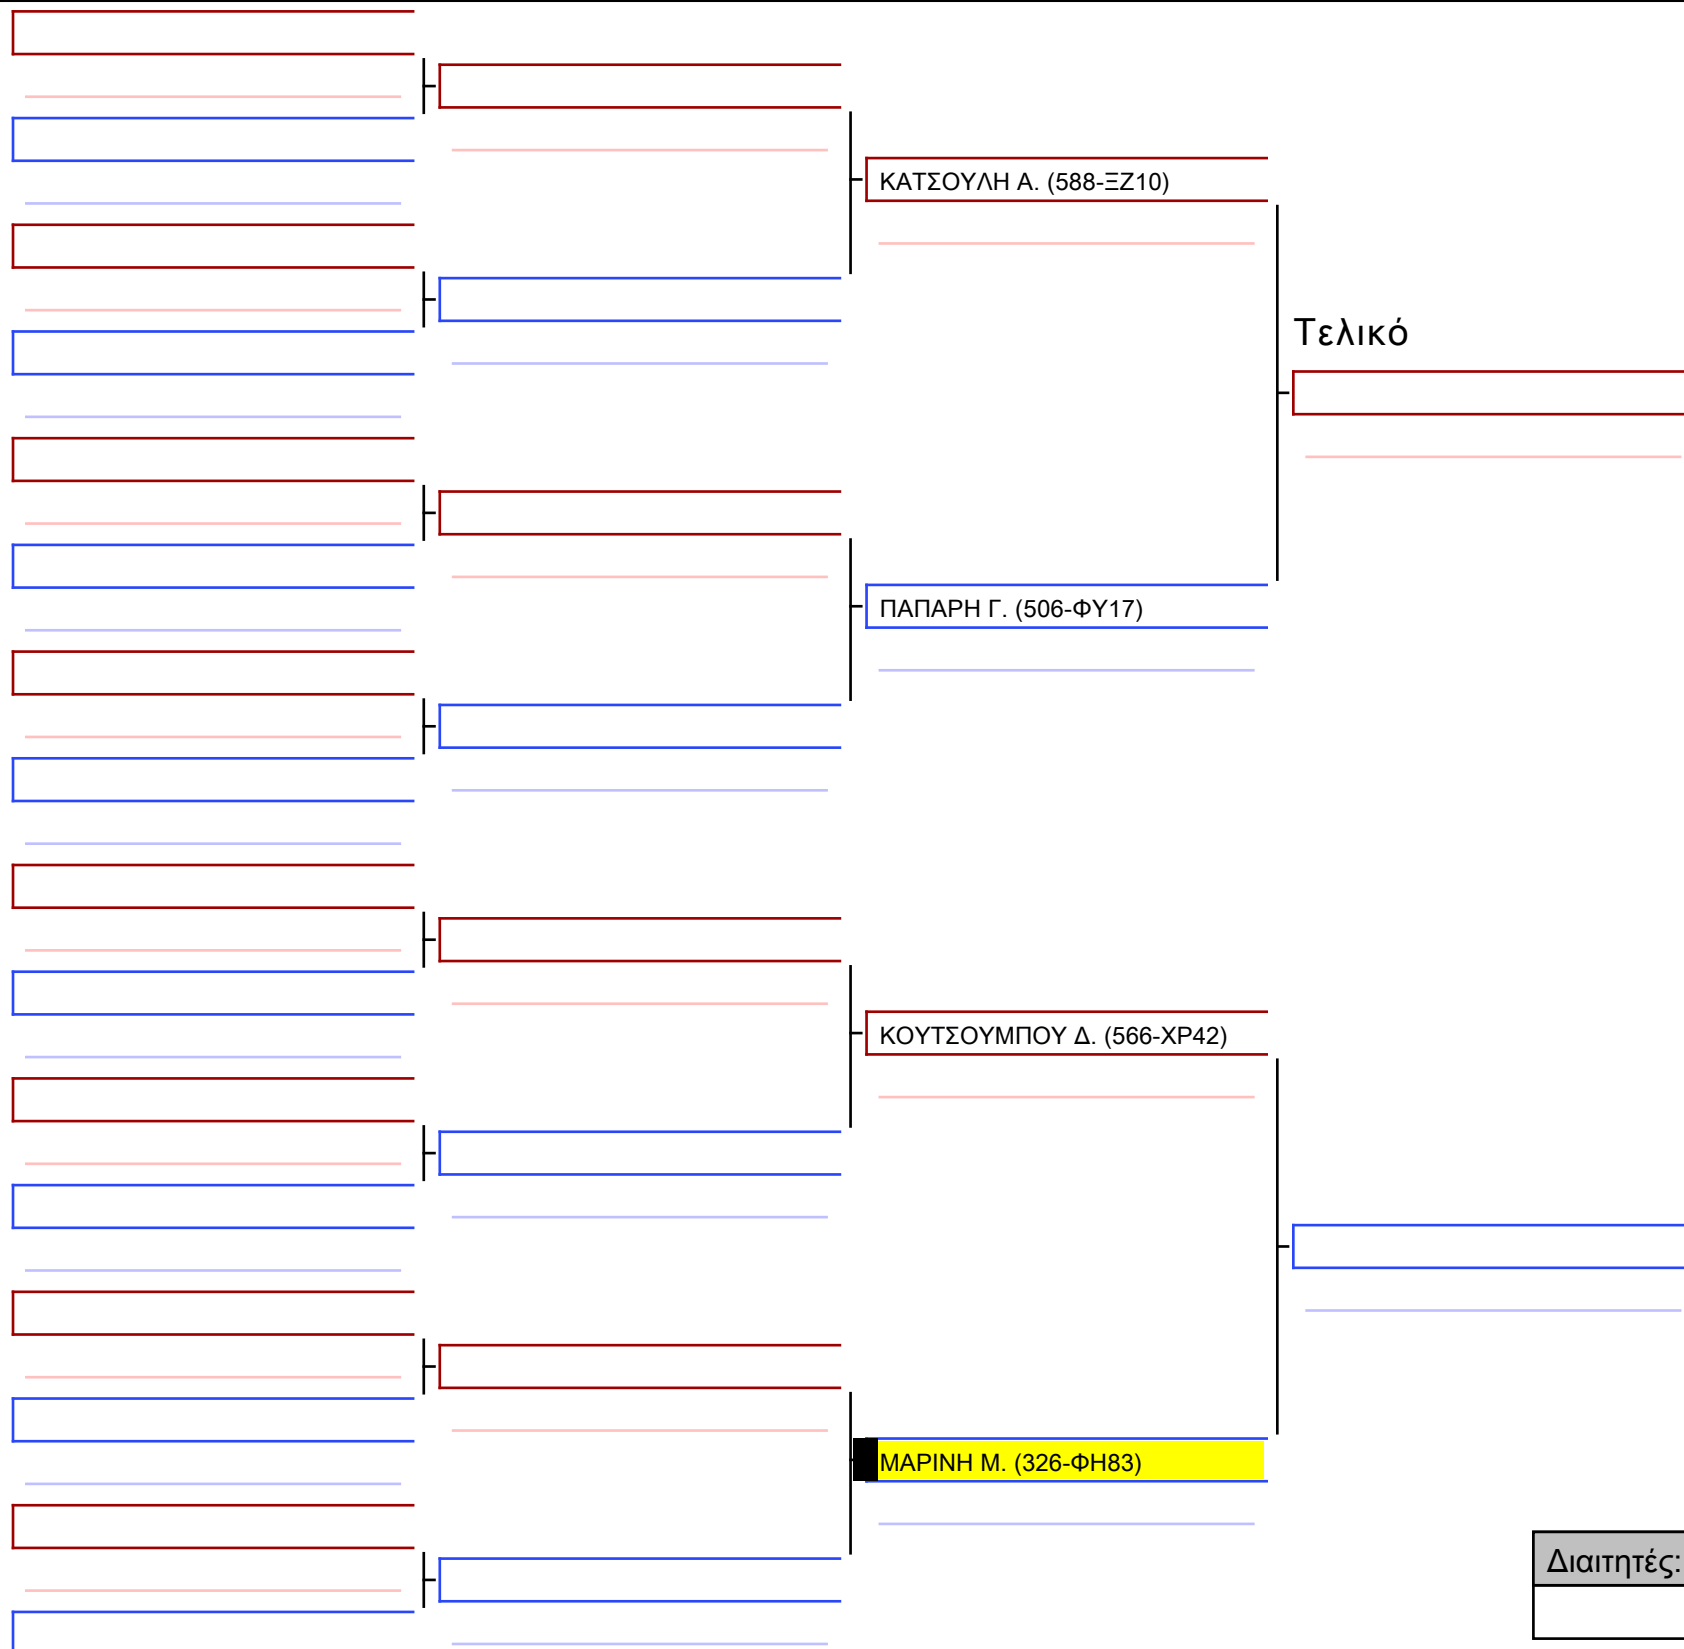 ΚΑΤΣΟΥΛΗ Α. (588-ΞΖ10)
Τελικό
ΠΑΠΑΡΗ Γ. (506-ΦΥ17)
ΚΟΥΤΣΟΥΜΠΟΥ Δ. (566-ΧΡ42)
ΜΑΡΙΝΗ Μ. (326-ΦΗ83)
Διαιτητές: